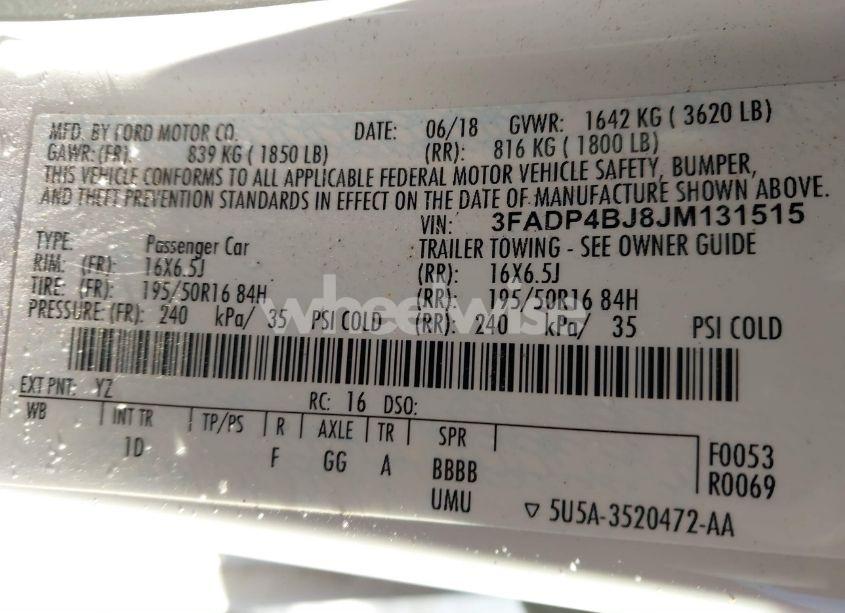 MFD. BY FORD MOTOR CO. DATE: 06/18 GVWR: 1642 KG ( 3620 LB)
GAWR: (FR) 839 KG ( 1850 LB) (RR): 816 KG ( 1800 LB)
THIS VEHICLE CONFORMS TO ALL APPLICABLE FEDERAL MOTOR VEHICLE SAFETY, BUMPER,
AND THEFT PREVENTION STANDARDS IN EFFECT ON THE DATE OF MANUFACTURE SHOWN ABOVE.
VIN: 3FADP4BJ8JM131515
TYPE: Passenger Car TRAILER TOWING - SEE OWNER GUIDE
RIM: (FR): 16X6.5J (RR): 16X6.5J
TIRE: (FR): 195/50R16 84H (RR): 195/50R16 84H
PRESSURE: (FR): 240 kPa/ 35 PSI COLD (RR): 240 kPa/ 35 PSI COLD
wheelwise
EXT PNT: YZ RC: 16 DSO:
WB INT TR TP/PS R AXLE TR SPR
1D F GG A BBBB F0053
UMU R0069
▽ 5U5A-3520472-AA